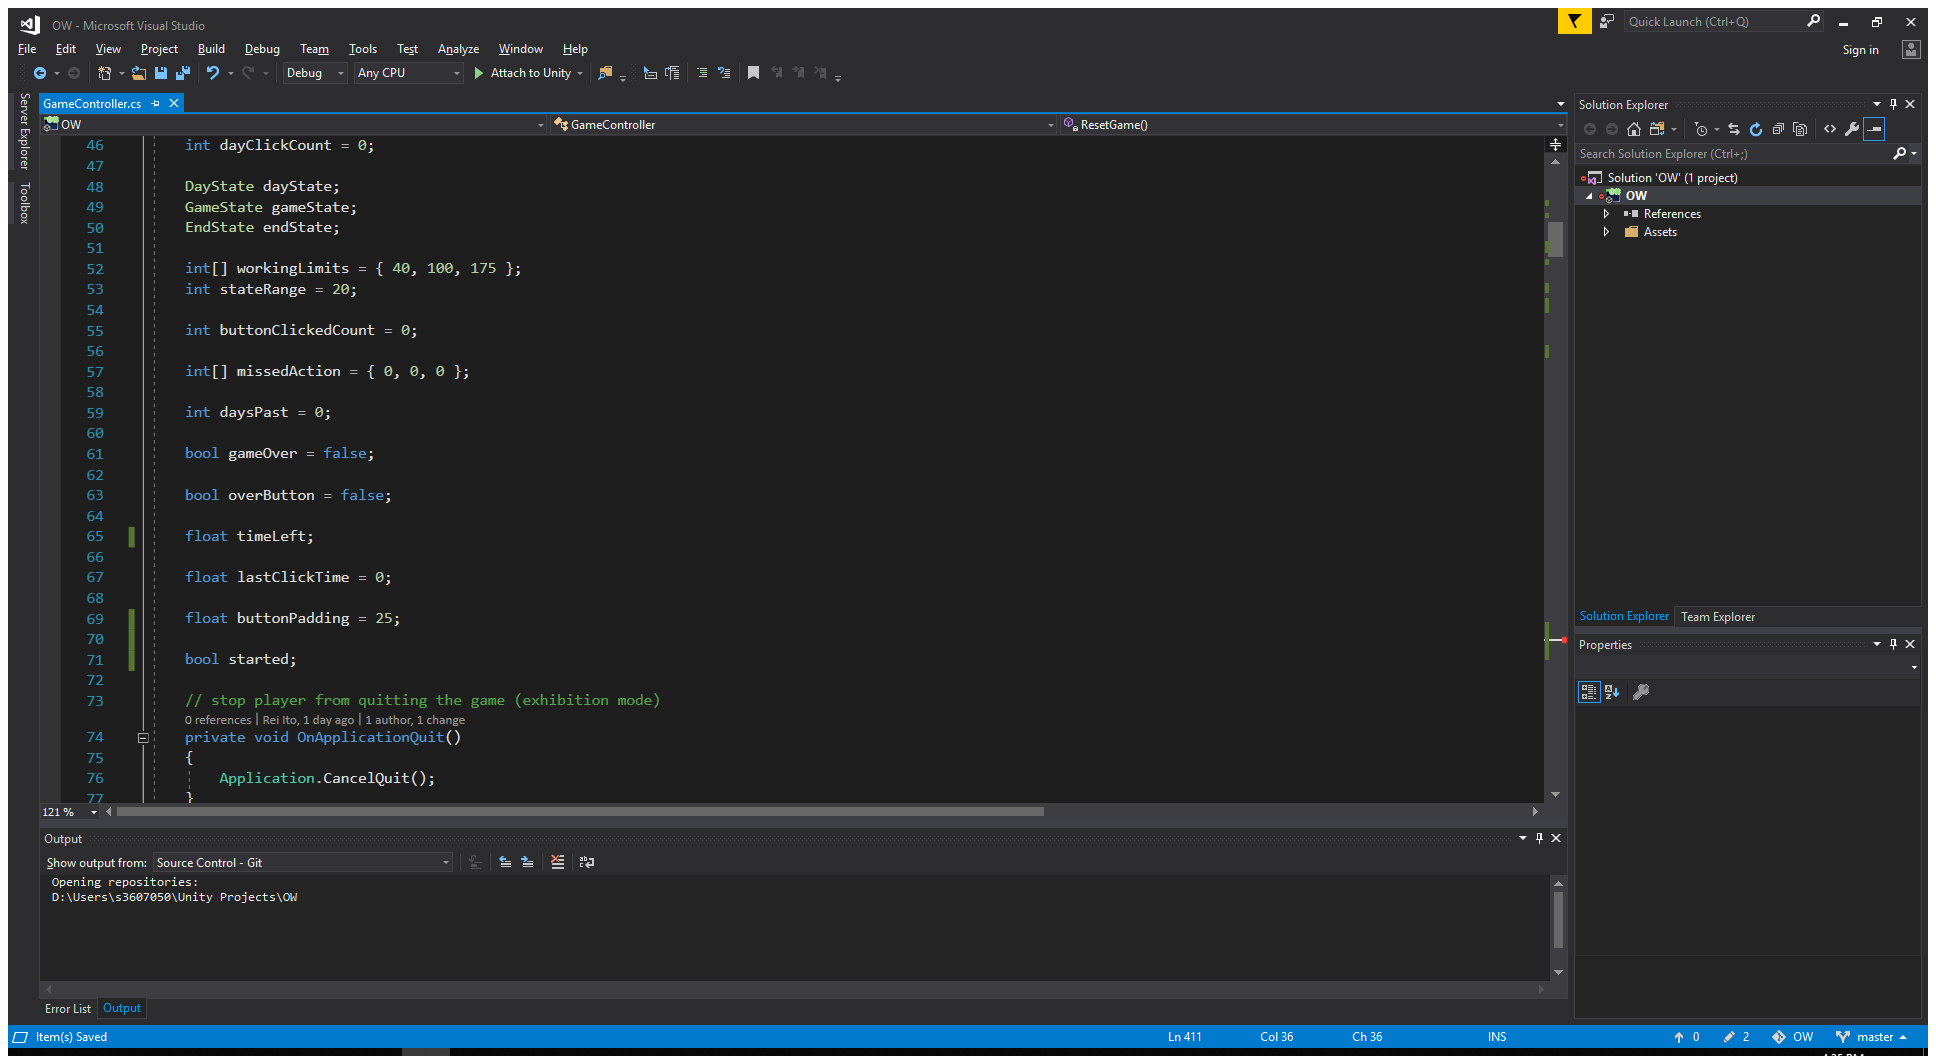 OW - Microsoft Visual Studio
Quick Launch (Ctrl+Q)
File Edit View Project Build Debug Team Tools Test Analyze Window Help
Sign in
Debug Any CPU Attach to Unity
Server Explorer
Toolbox
GameController.cs
OW GameController ResetGame()
46 int dayClickCount = 0;
47
48 DayState dayState;
49 GameState gameState;
50 EndState endState;
51
52 int[] workingLimits = { 40, 100, 175 };
53 int stateRange = 20;
54
55 int buttonClickedCount = 0;
56
57 int[] missedAction = { 0, 0, 0 };
58
59 int daysPast = 0;
60
61 bool gameOver = false;
62
63 bool overButton = false;
64
65 float timeLeft;
66
67 float lastClickTime = 0;
68
69 float buttonPadding = 25;
70
71 bool started;
72
73 // stop player from quitting the game (exhibition mode)
0 references | Rei Ito, 1 day ago | 1 author, 1 change
74 private void OnApplicationQuit()
75 {
76 Application.CancelQuit();
77 }
121 %
Output
Show output from: Source Control - Git
Opening repositories:
D:\Users\s3607050\Unity Projects\OW
Error List Output
Solution Explorer
Search Solution Explorer (Ctrl+;)
Solution 'OW' (1 project)
OW
References
Assets
Solution Explorer Team Explorer
Properties
Item(s) Saved Ln 411 Col 36 Ch 36 INS 0 2 OW master